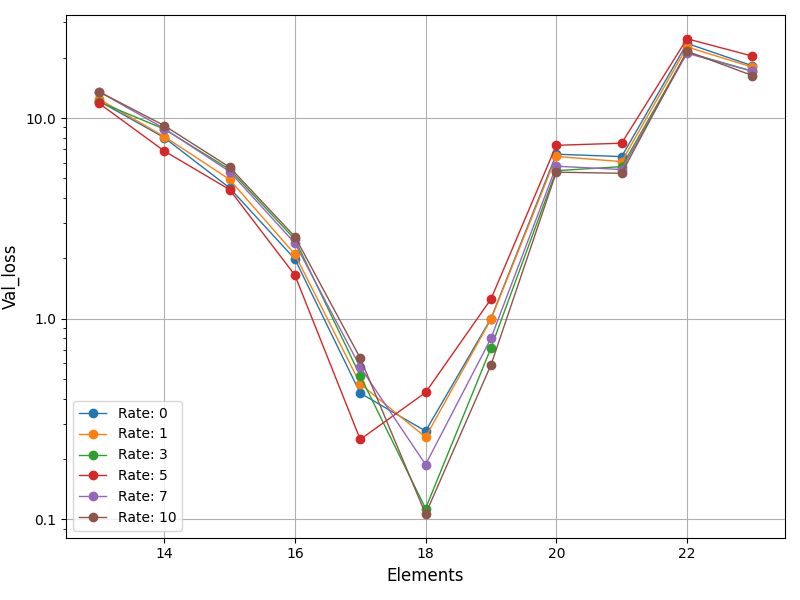 10.0
1.0
0.1
Val_loss
Rate: 0
Rate: 1
Rate: 3
Rate: 5
Rate: 7
Rate: 10
14
16
18
20
22
Elements